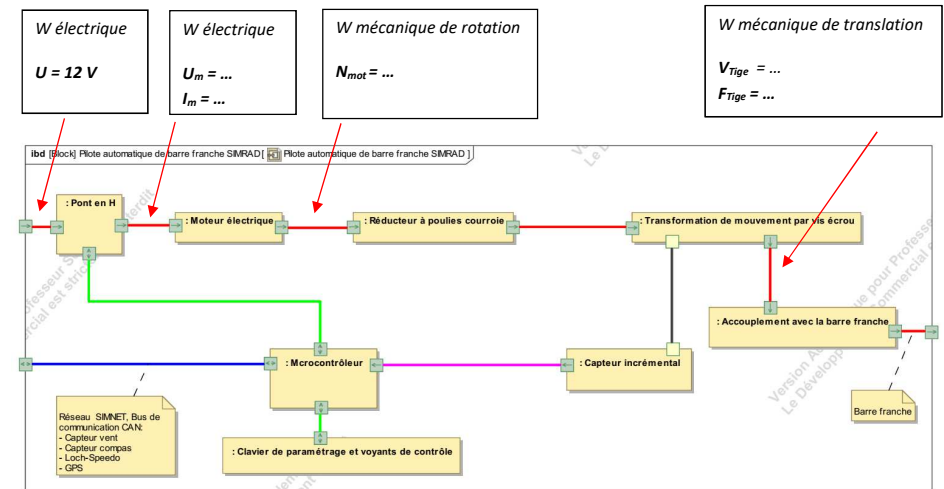 W électrique
U = 12 V
W électrique
Um = ...
Im = ...
W mécanique de rotation
Nmot = ...
W mécanique de translation
VTige = ...
FTige = ...
ibd [Block] Pilote automatique de barre franche SIMRAD [ Pilote automatique de barre franche SIMRAD ]
: Pont en H
: Moteur électrique
: Réducteur à poulies courroie
: Transformation de mouvement par vis écrou
: Accouplement avec la barre franche
: Mcrocontrôleur
: Capteur incrémental
Barre franche
Réseau SIMNET, Bus de
communication CAN:
- Capteur vent
- Capteur compas
- Loch-Speedo
- GPS
: Clavier de paramétrage et voyants de contrôle